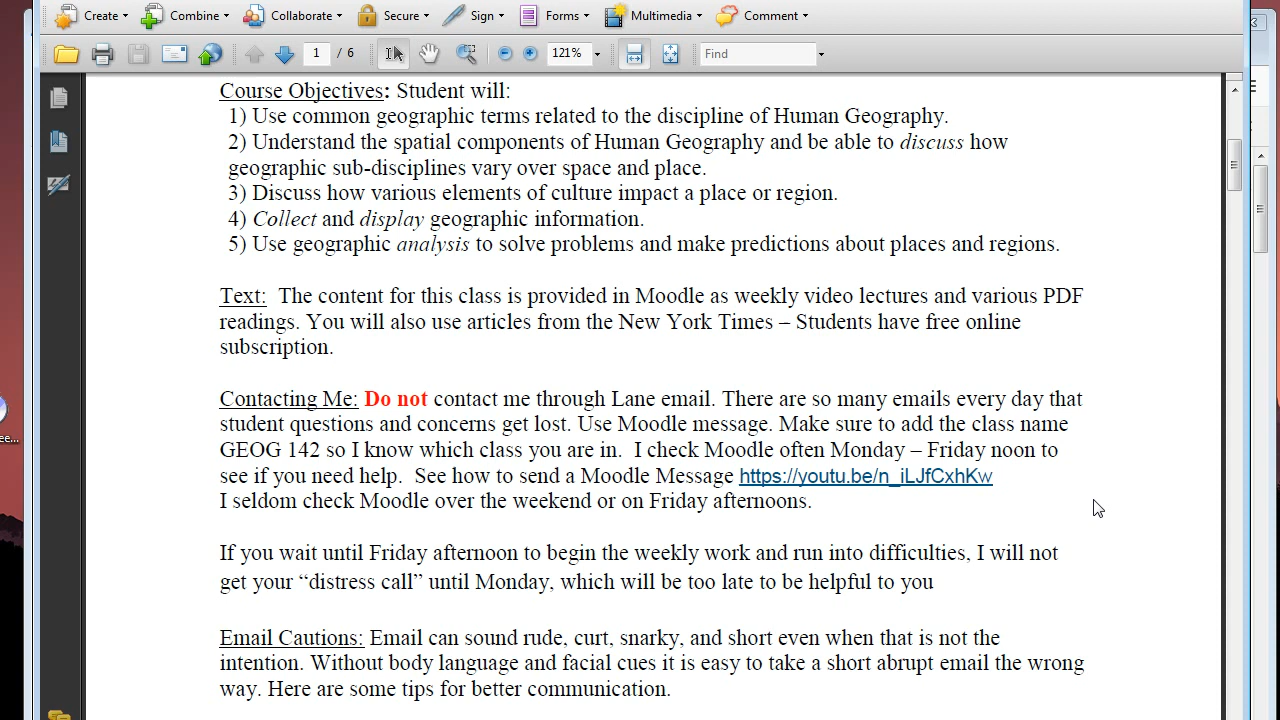 Create Combine Collaborate Secure Sign Forms Multimedia Comment
1 / 6 121% Find
Course Objectives: Student will:
1) Use common geographic terms related to the discipline of Human Geography.
2) Understand the spatial components of Human Geography and be able to discuss how
geographic sub-disciplines vary over space and place.
3) Discuss how various elements of culture impact a place or region.
4) Collect and display geographic information.
5) Use geographic analysis to solve problems and make predictions about places and regions.
Text: The content for this class is provided in Moodle as weekly video lectures and various PDF
readings. You will also use articles from the New York Times – Students have free online
subscription.
Contacting Me: Do not contact me through Lane email. There are so many emails every day that
student questions and concerns get lost. Use Moodle message. Make sure to add the class name
GEOG 142 so I know which class you are in. I check Moodle often Monday – Friday noon to
see if you need help. See how to send a Moodle Message https://youtu.be/n_iLJfCxhKw
I seldom check Moodle over the weekend or on Friday afternoons.
If you wait until Friday afternoon to begin the weekly work and run into difficulties, I will not
get your “distress call” until Monday, which will be too late to be helpful to you
Email Cautions: Email can sound rude, curt, snarky, and short even when that is not the
intention. Without body language and facial cues it is easy to take a short abrupt email the wrong
way. Here are some tips for better communication.